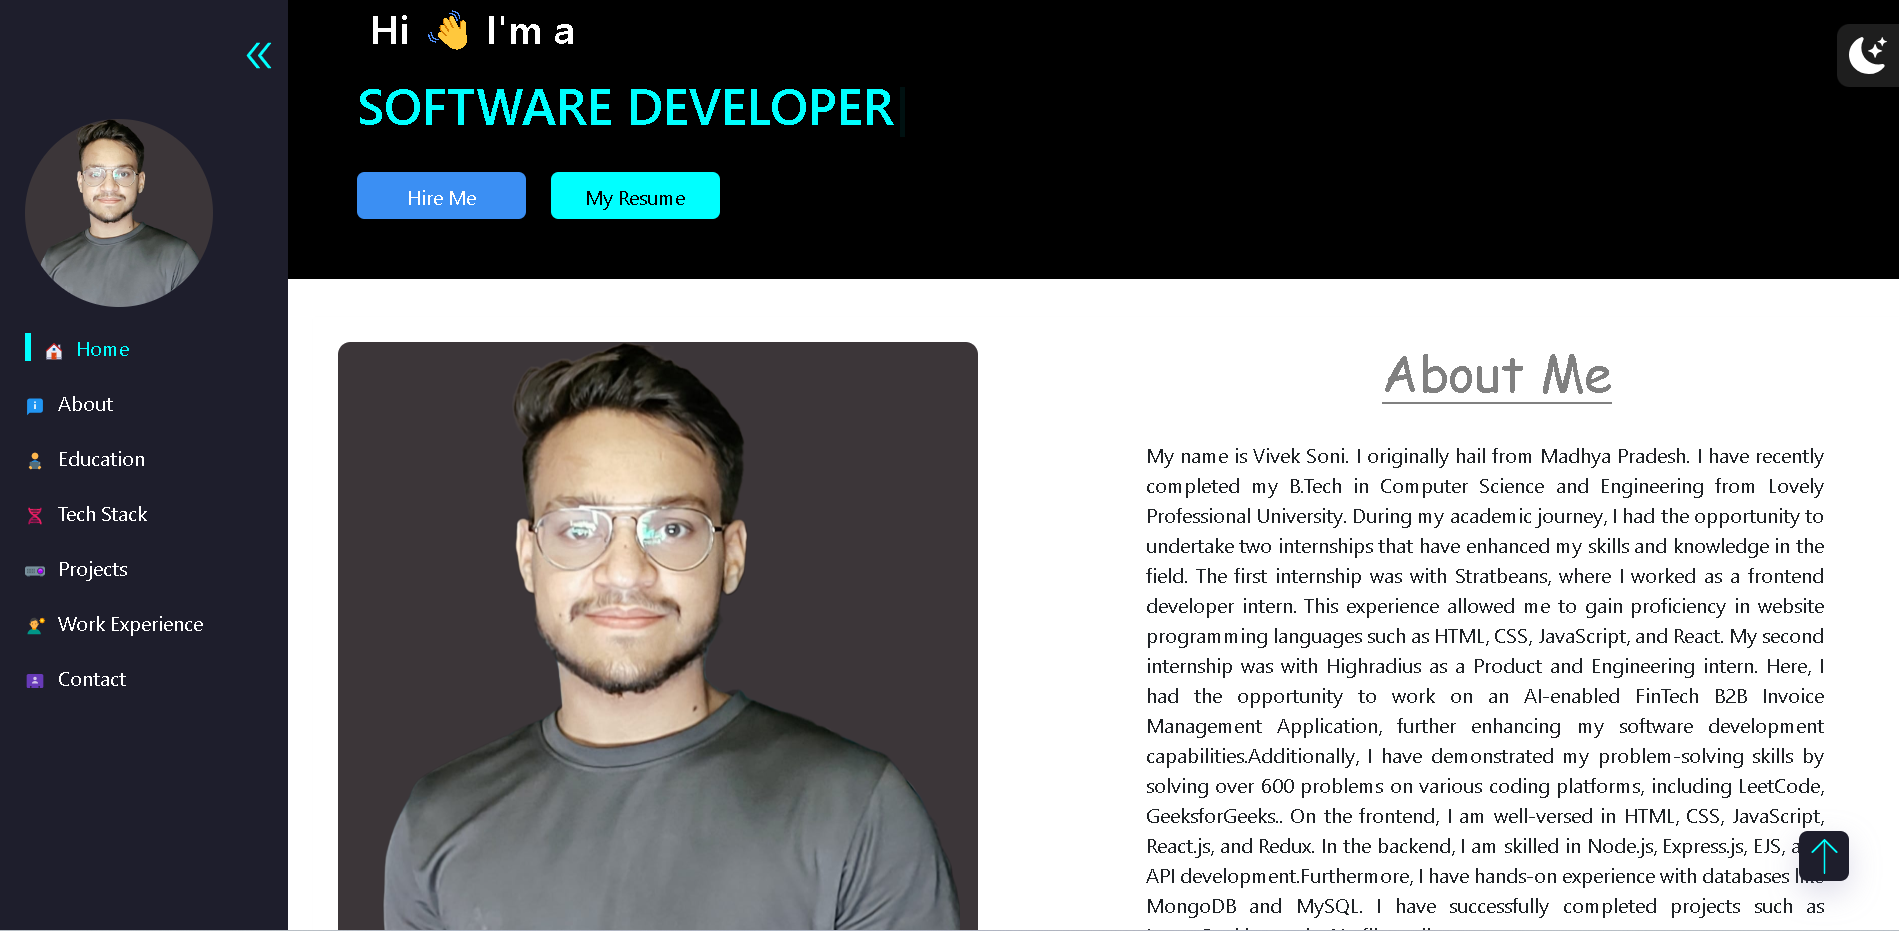 Hi 👋 I'm a
SOFTWARE DEVELOPER
Hire Me
My Resume
Home
About
Education
Tech Stack
Projects
Work Experience
Contact
About Me
My name is Vivek Soni. I originally hail from Madhya Pradesh. I have recently
completed my B.Tech in Computer Science and Engineering from Lovely
Professional University. During my academic journey, I had the opportunity to
undertake two internships that have enhanced my skills and knowledge in the
field. The first internship was with Stratbeans, where I worked as a frontend
developer intern. This experience allowed me to gain proficiency in website
programming languages such as HTML, CSS, JavaScript, and React. My second
internship was with Highradius as a Product and Engineering intern. Here, I
had the opportunity to work on an AI-enabled FinTech B2B Invoice
Management Application, further enhancing my software development
capabilities.Additionally, I have demonstrated my problem-solving skills by
solving over 600 problems on various coding platforms, including LeetCode,
GeeksforGeeks.. On the frontend, I am well-versed in HTML, CSS, JavaScript,
React.js, and Redux. In the backend, I am skilled in Node.js, Express.js, EJS,
API development.Furthermore, I have hands-on experience with databases
MongoDB and MySQL. I have successfully completed projects such as